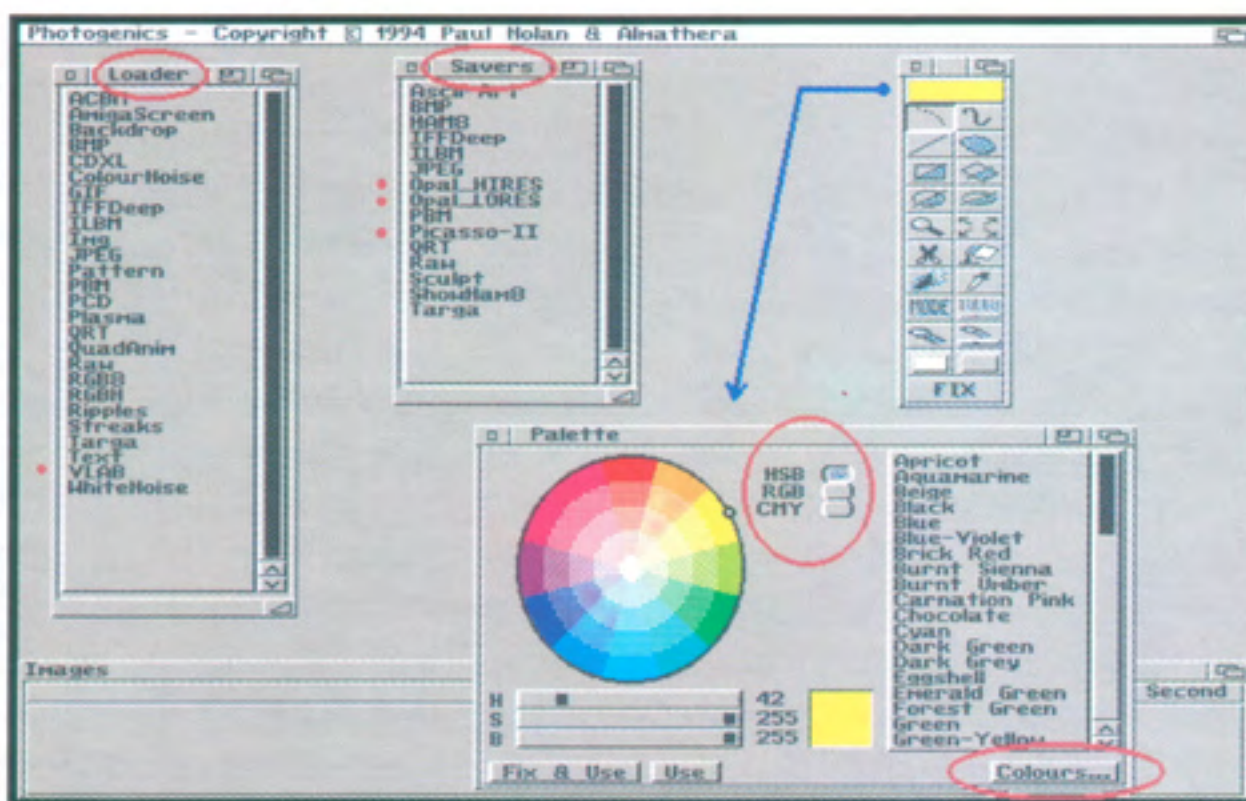 Photogenics - Copyright © 1994 Paul Nolan & Almathera
Loader
ACBM
AmigaScreen
Backdrop
BMP
CDXL
ColourNoise
GIF
IFFDeep
ILBM
Img
JPEG
Pattern
PBM
PCD
Plasma
QRT
QuadAnim
Raw
RGB8
RGBN
Ripples
Streaks
Targa
Text
VLAB
WhiteNoise
Savers
Ascii Art
BMP
HAM8
IFFDeep
ILBM
JPEG
Opal_HIRES
Opal_LORES
PBM
Picasso-II
QRT
Raw
Sculpt
ShowHam8
Targa
MODE
FIX
Palette
HSB
RGB
CMY
Apricot
Aquamarine
Beige
Black
Blue
Blue-Violet
Brick Red
Burnt Sienna
Burnt Umber
Carnation Pink
Chocolate
Cyan
Dark Green
Dark Grey
Eggshell
Emerald Green
Forest Green
Green
Green-Yellow
H 42
S 255
B 255
Fix & Use Use Colours...
Images
Second